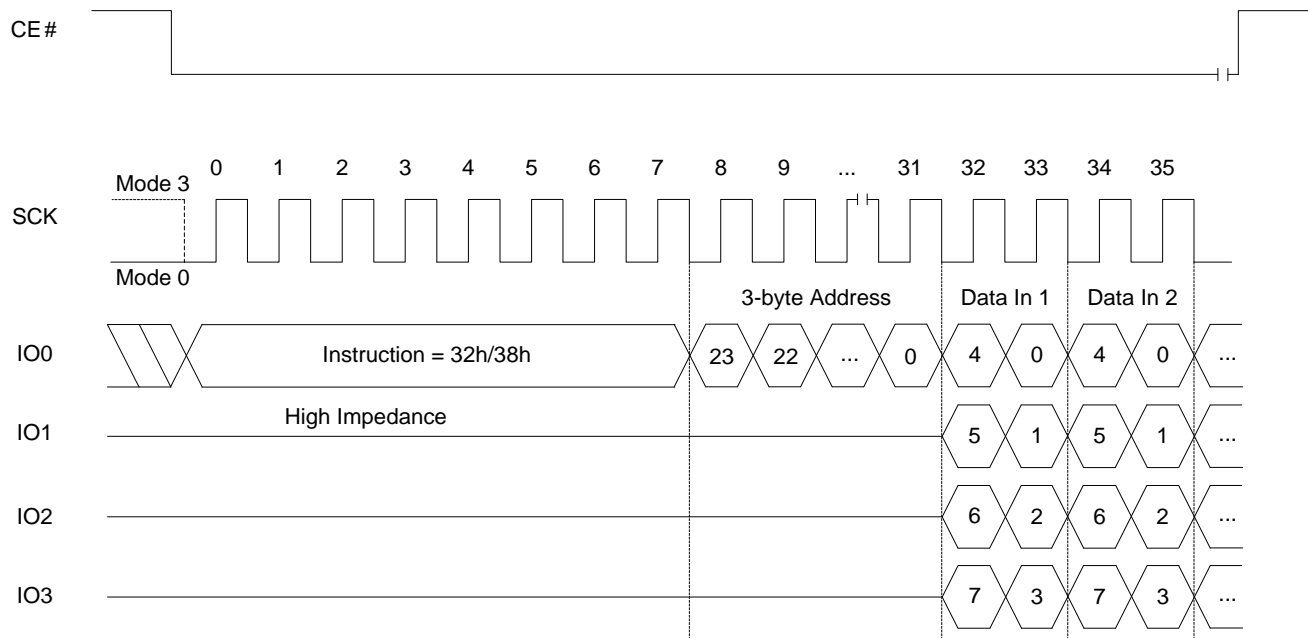 CE#
0 1 2 3 4 5 6 7 8 9 ... 31 32 33 34 35
Mode 3
SCK
Mode 0
3-byte Address Data In 1 Data In 2
IO0 Instruction = 32h/38h 23 22 ... 0 4 0 4 0 ...
High Impedance
IO1 5 1 5 1 ...
IO2 6 2 6 2 ...
IO3 7 3 7 3 ...